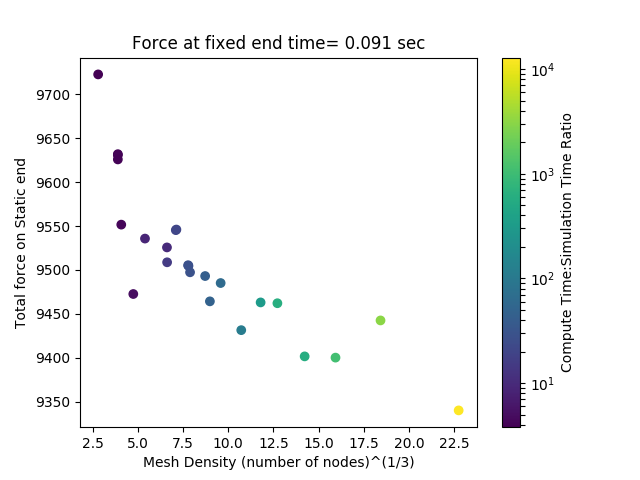 Force at fixed end time= 0.091 sec
Total force on Static end
9700
9650
9600
9550
9500
9450
9400
9350
2.5 5.0 7.5 10.0 12.5 15.0 17.5 20.0 22.5
Mesh Density (number of nodes)^(1/3)
10^4
10^3
10^2
10^1
Compute Time:Simulation Time Ratio